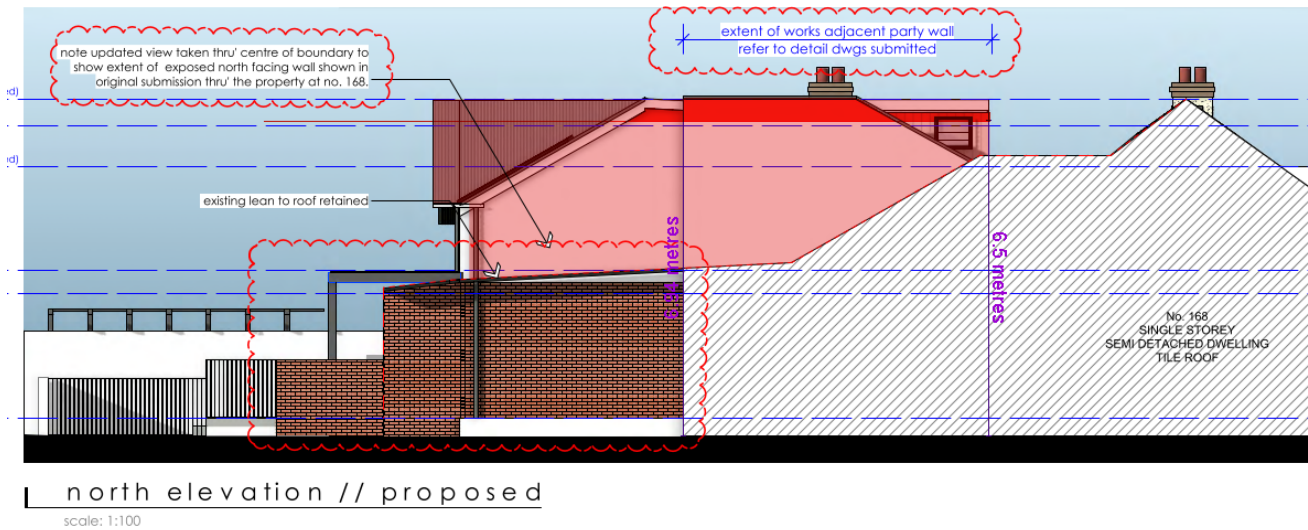 extent of works adjacent party wall
refer to detail dwgs submitted
note updated view taken thru' centre of boundary to
show extent of exposed north facing wall shown in
original submission thru' the property at no. 168.
ed)
ed)
existing lean to roof retained
metres
6.5 metres
No. 168
SINGLE STOREY
SEMI DETACHED DWELLING
TILE ROOF
north elevation // proposed
scale: 1:100